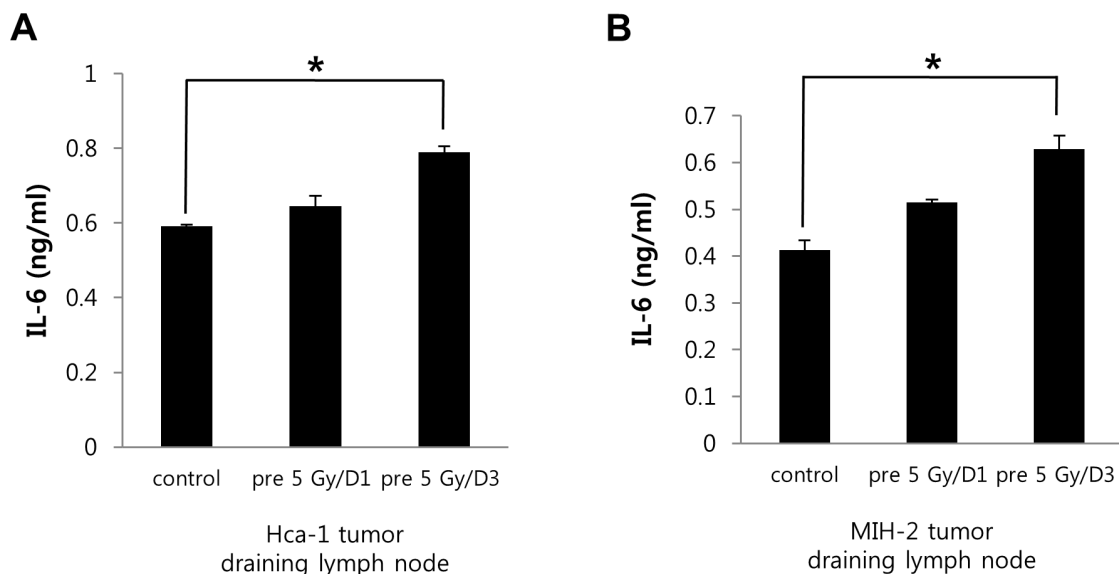 A
*
1
0.8
0.6
0.4
0.2
0
IL-6 (ng/ml)
control
pre 5 Gy/D1
pre 5 Gy/D3
Hca-1 tumor
draining lymph node
B
*
0.7
0.6
0.5
0.4
0.3
0.2
0.1
0
IL-6 (ng/ml)
control
pre 5 Gy/D1
pre 5 Gy/D3
MIH-2 tumor
draining lymph node